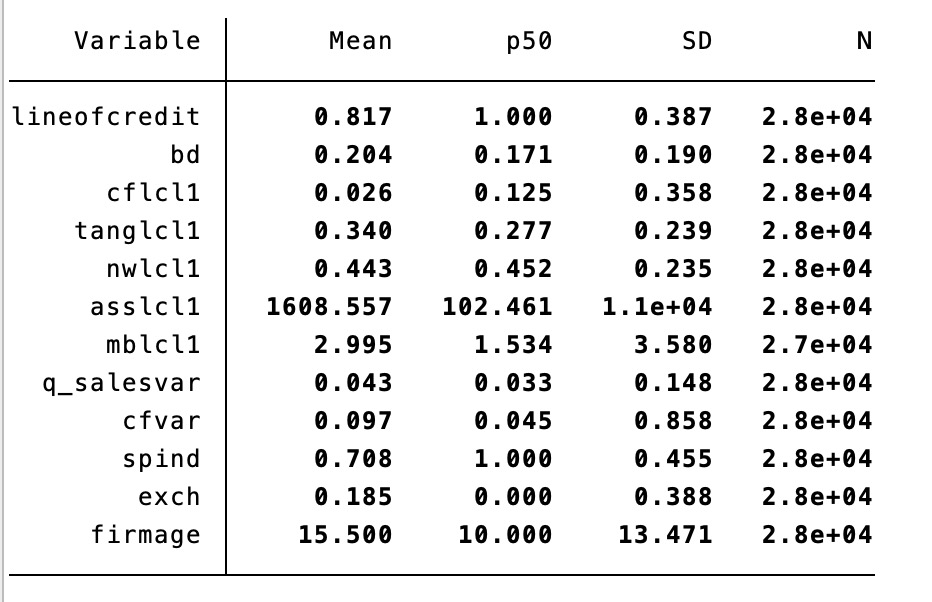 Variable Mean p50 SD N
lineofcredit 0.817 1.000 0.387 2.8e+04
bd 0.204 0.171 0.190 2.8e+04
cflcl1 0.026 0.125 0.358 2.8e+04
tanglcl1 0.340 0.277 0.239 2.8e+04
nwlcl1 0.443 0.452 0.235 2.8e+04
asslcl1 1608.557 102.461 1.1e+04 2.8e+04
mblcl1 2.995 1.534 3.580 2.7e+04
q_salesvar 0.043 0.033 0.148 2.8e+04
cfvar 0.097 0.045 0.858 2.8e+04
spind 0.708 1.000 0.455 2.8e+04
exch 0.185 0.000 0.388 2.8e+04
firmage 15.500 10.000 13.471 2.8e+04